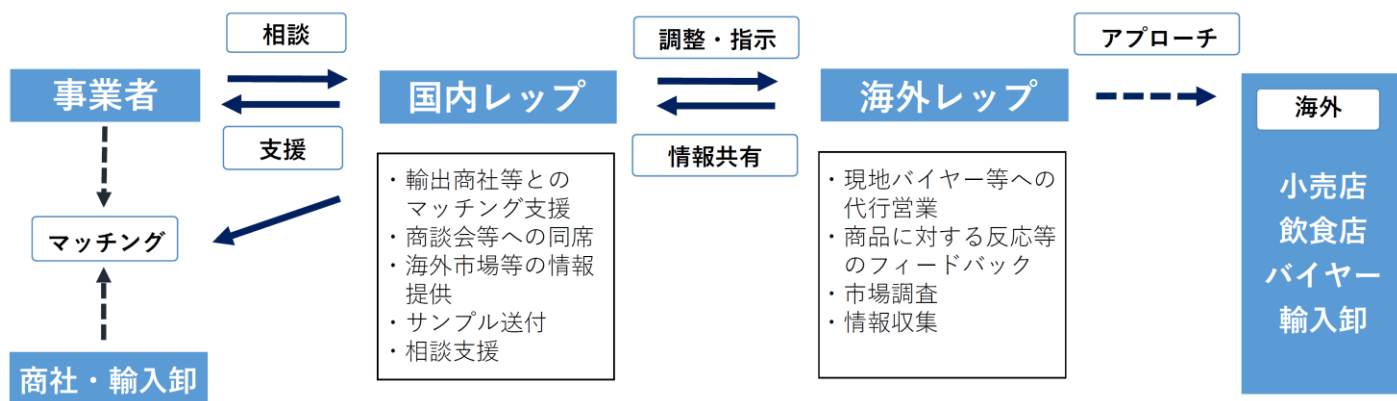 相談
調整・指示
アプローチ
事業者
国内レップ
海外レップ
海外
支援
情報共有
小売店
飲食店
バイヤー
輸入卸
・輸出商社等との
マッチング支援
・商談会等への同席
・海外市場等の情報
提供
・サンプル送付
・相談支援
・現地バイヤー等への
代行営業
・商品に対する反応等
のフィードバック
・市場調査
・情報収集
マッチング
商社・輸入卸